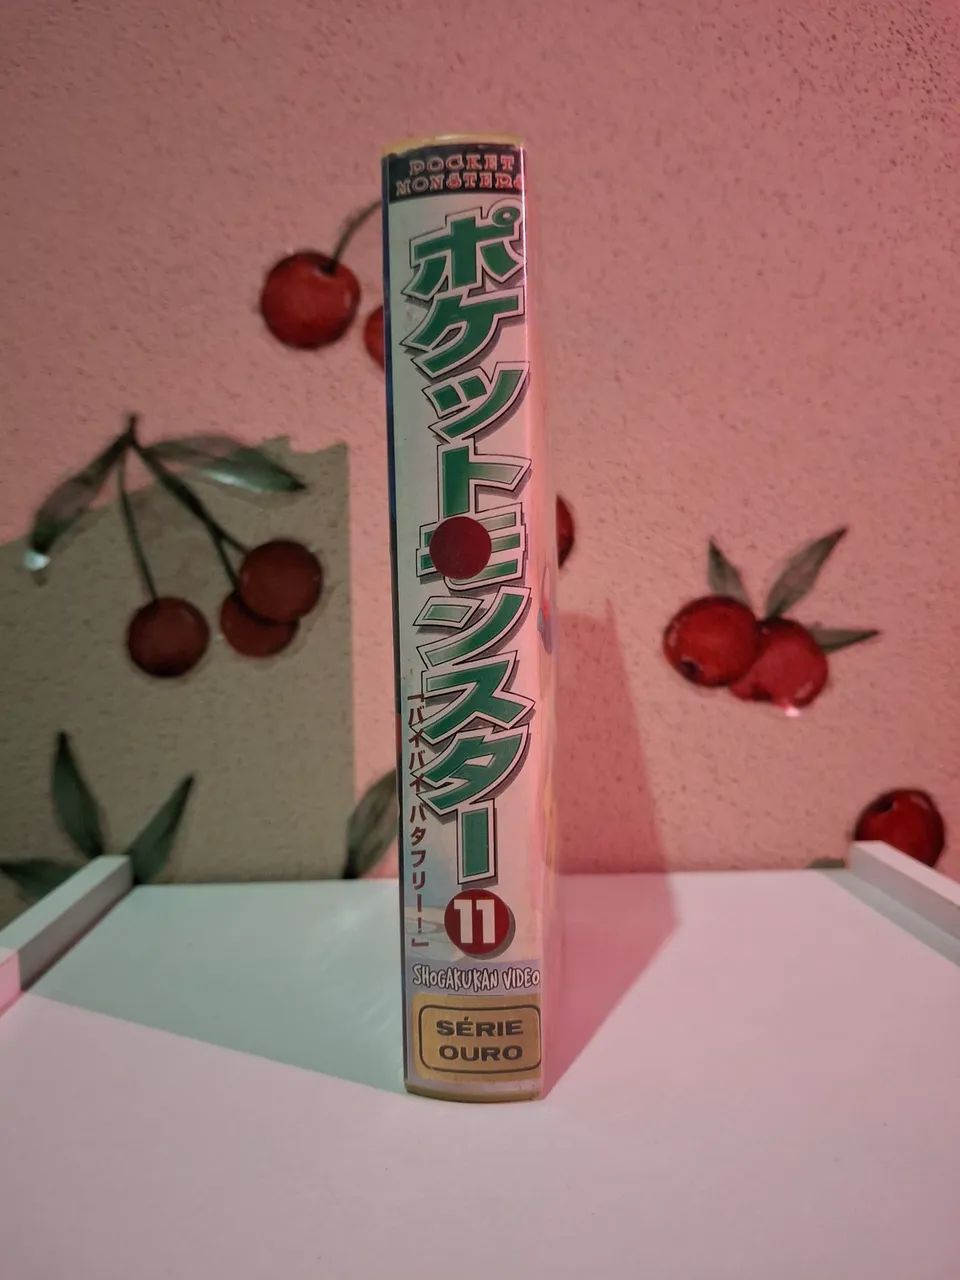 POCKET
MONSTERS
ポケットモンスター
「バイバイバタフリー!」
11
SHOGAKUKAN VIDEO
SÉRIE
OURO